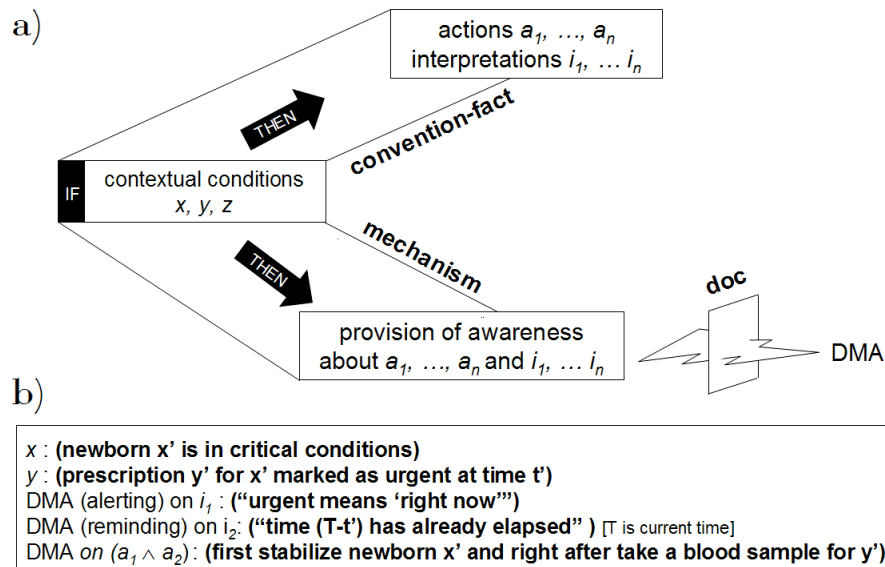 a)
actions a1, …, an
interpretations i1, … in
THEN
convention-fact
IF
contextual conditions
x, y, z
mechanism
THEN
doc
provision of awareness
about a1, …, an and i1, … in
DMA
b)
x : (newborn x’ is in critical conditions)
y : (prescription y’ for x’ marked as urgent at time t’)
DMA (alerting) on i1 : (“urgent means ‘right now’”)
DMA (reminding) on i2: (“time (T-t’) has already elapsed” ) [T is current time]
DMA on (a1 ∧ a2) : (first stabilize newborn x’ and right after take a blood sample for y’)